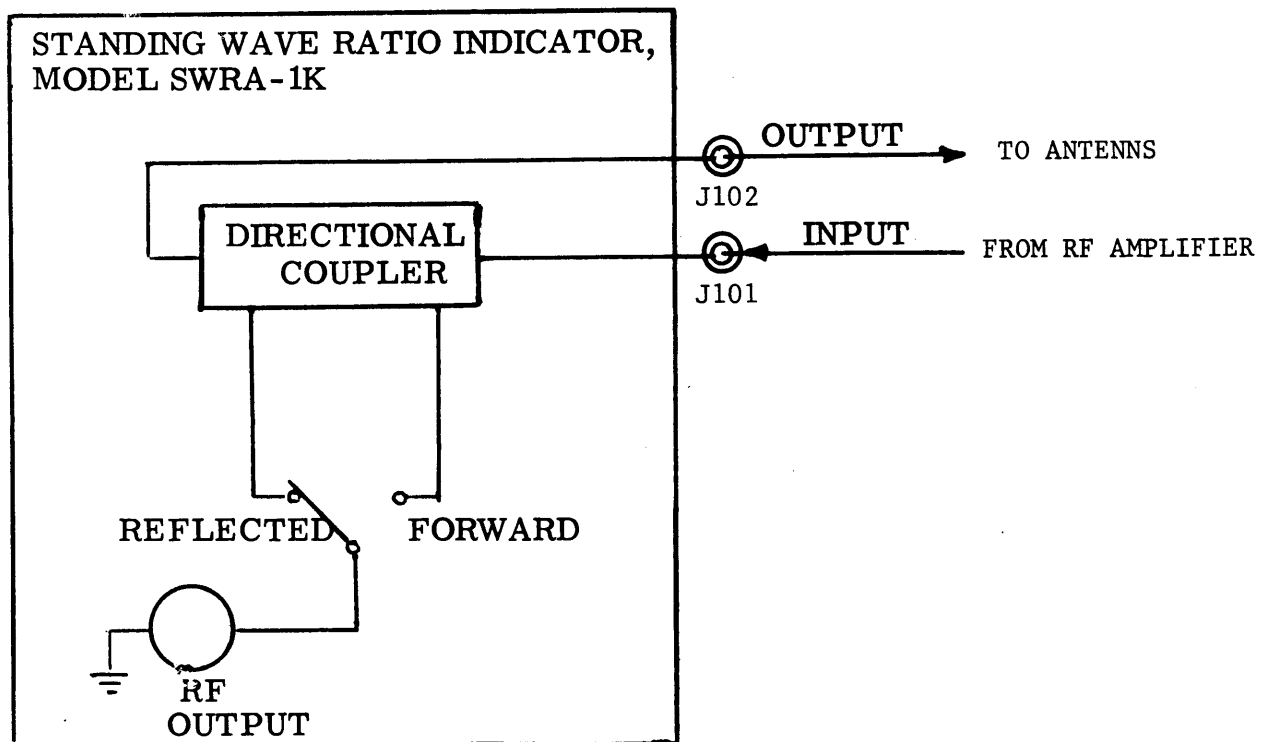 STANDING WAVE RATIO INDICATOR,
MODEL SWRA-1K
OUTPUT
TO ANTENNS
J102
DIRECTIONAL
COUPLER
INPUT
FROM RF AMPLIFIER
J101
REFLECTED
FORWARD
RF
OUTPUT